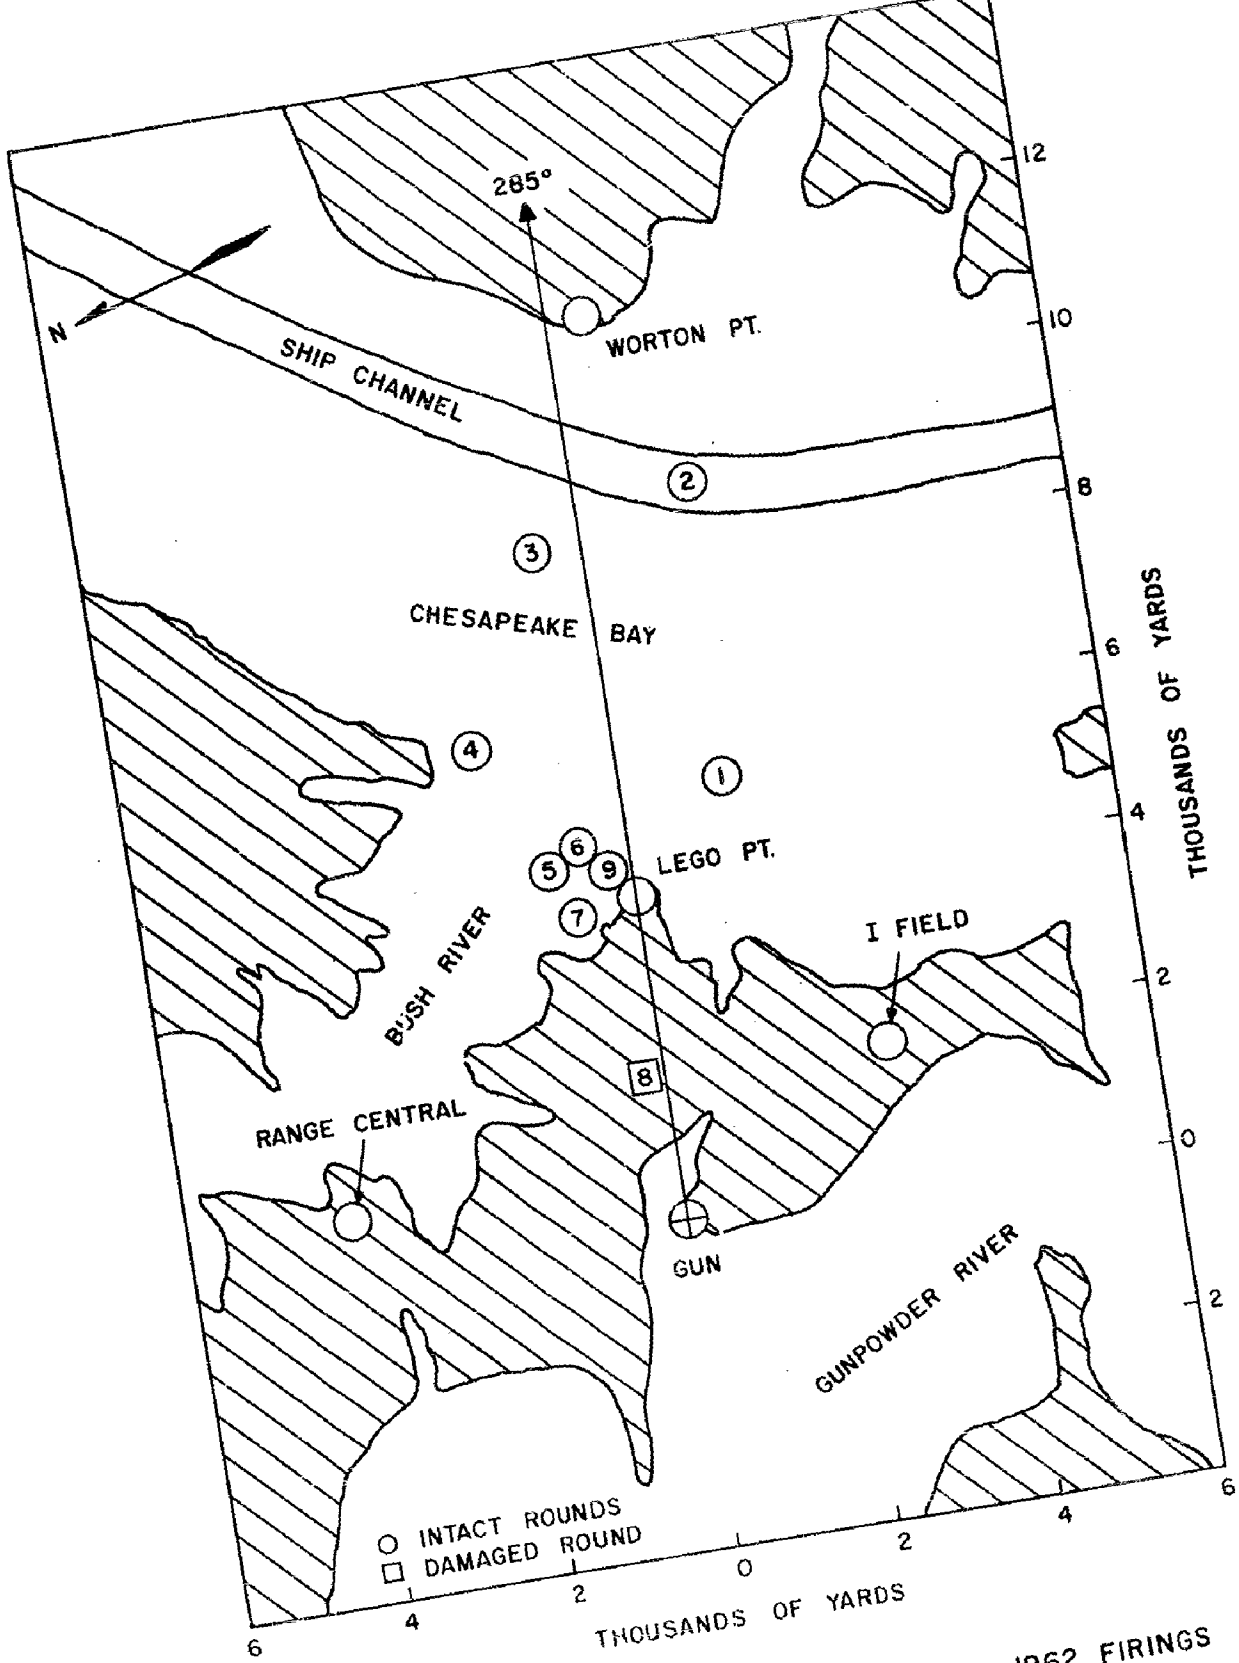 285°
12
N
10
WORTON PT.
SHIP CHANNEL
8
2
3
CHESAPEAKE BAY
6
THOUSANDS OF YARDS
4
1
4
6
5
9
LEGO PT.
7
I FIELD
BUSH RIVER
2
8
RANGE CENTRAL
0
GUN
GUNPOWDER RIVER
2
INTACT ROUNDS
DAMAGED ROUND
6
4
2
0
2
4
6
THOUSANDS OF YARDS
1962 FIRINGS